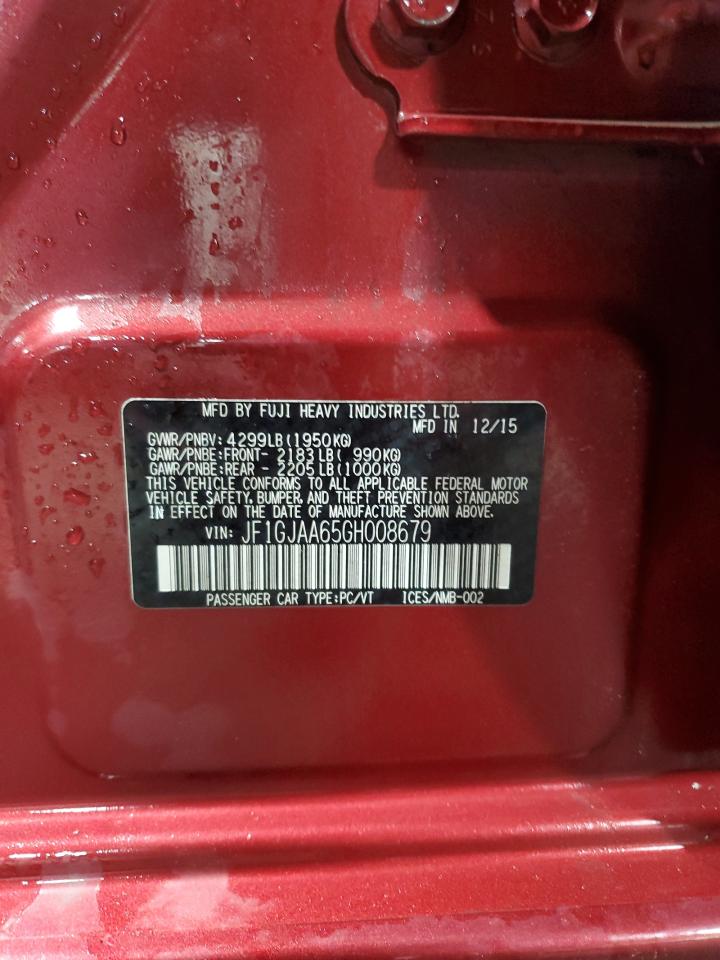 MFD BY FUJI HEAVY INDUSTRIES LTD.
MFD IN 12/15
GVWR/PNBV: 4299LB(1950KG)
GAWR/PNBE:FRONT- 2183LB( 990KG)
GAWR/PNBE:REAR - 2205LB(1000KG)
THIS VEHICLE CONFORMS TO ALL APPLICABLE FEDERAL MOTOR
VEHICLE SAFETY, BUMPER, AND THEFT PREVENTION STANDARDS
IN EFFECT ON THE DATE OF MANUFACTURE SHOWN ABOVE.
VIN: JF1GJAA65GH008679
PASSENGER CAR TYPE:PC/VT ICES/NMB-002